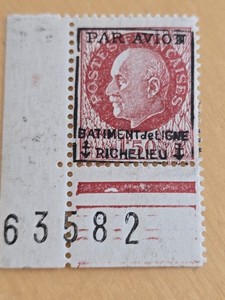 PAR AVION
POSTES FRANÇAISES
1F50
BATIMENT de LIGNE
RICHELIEU
63582